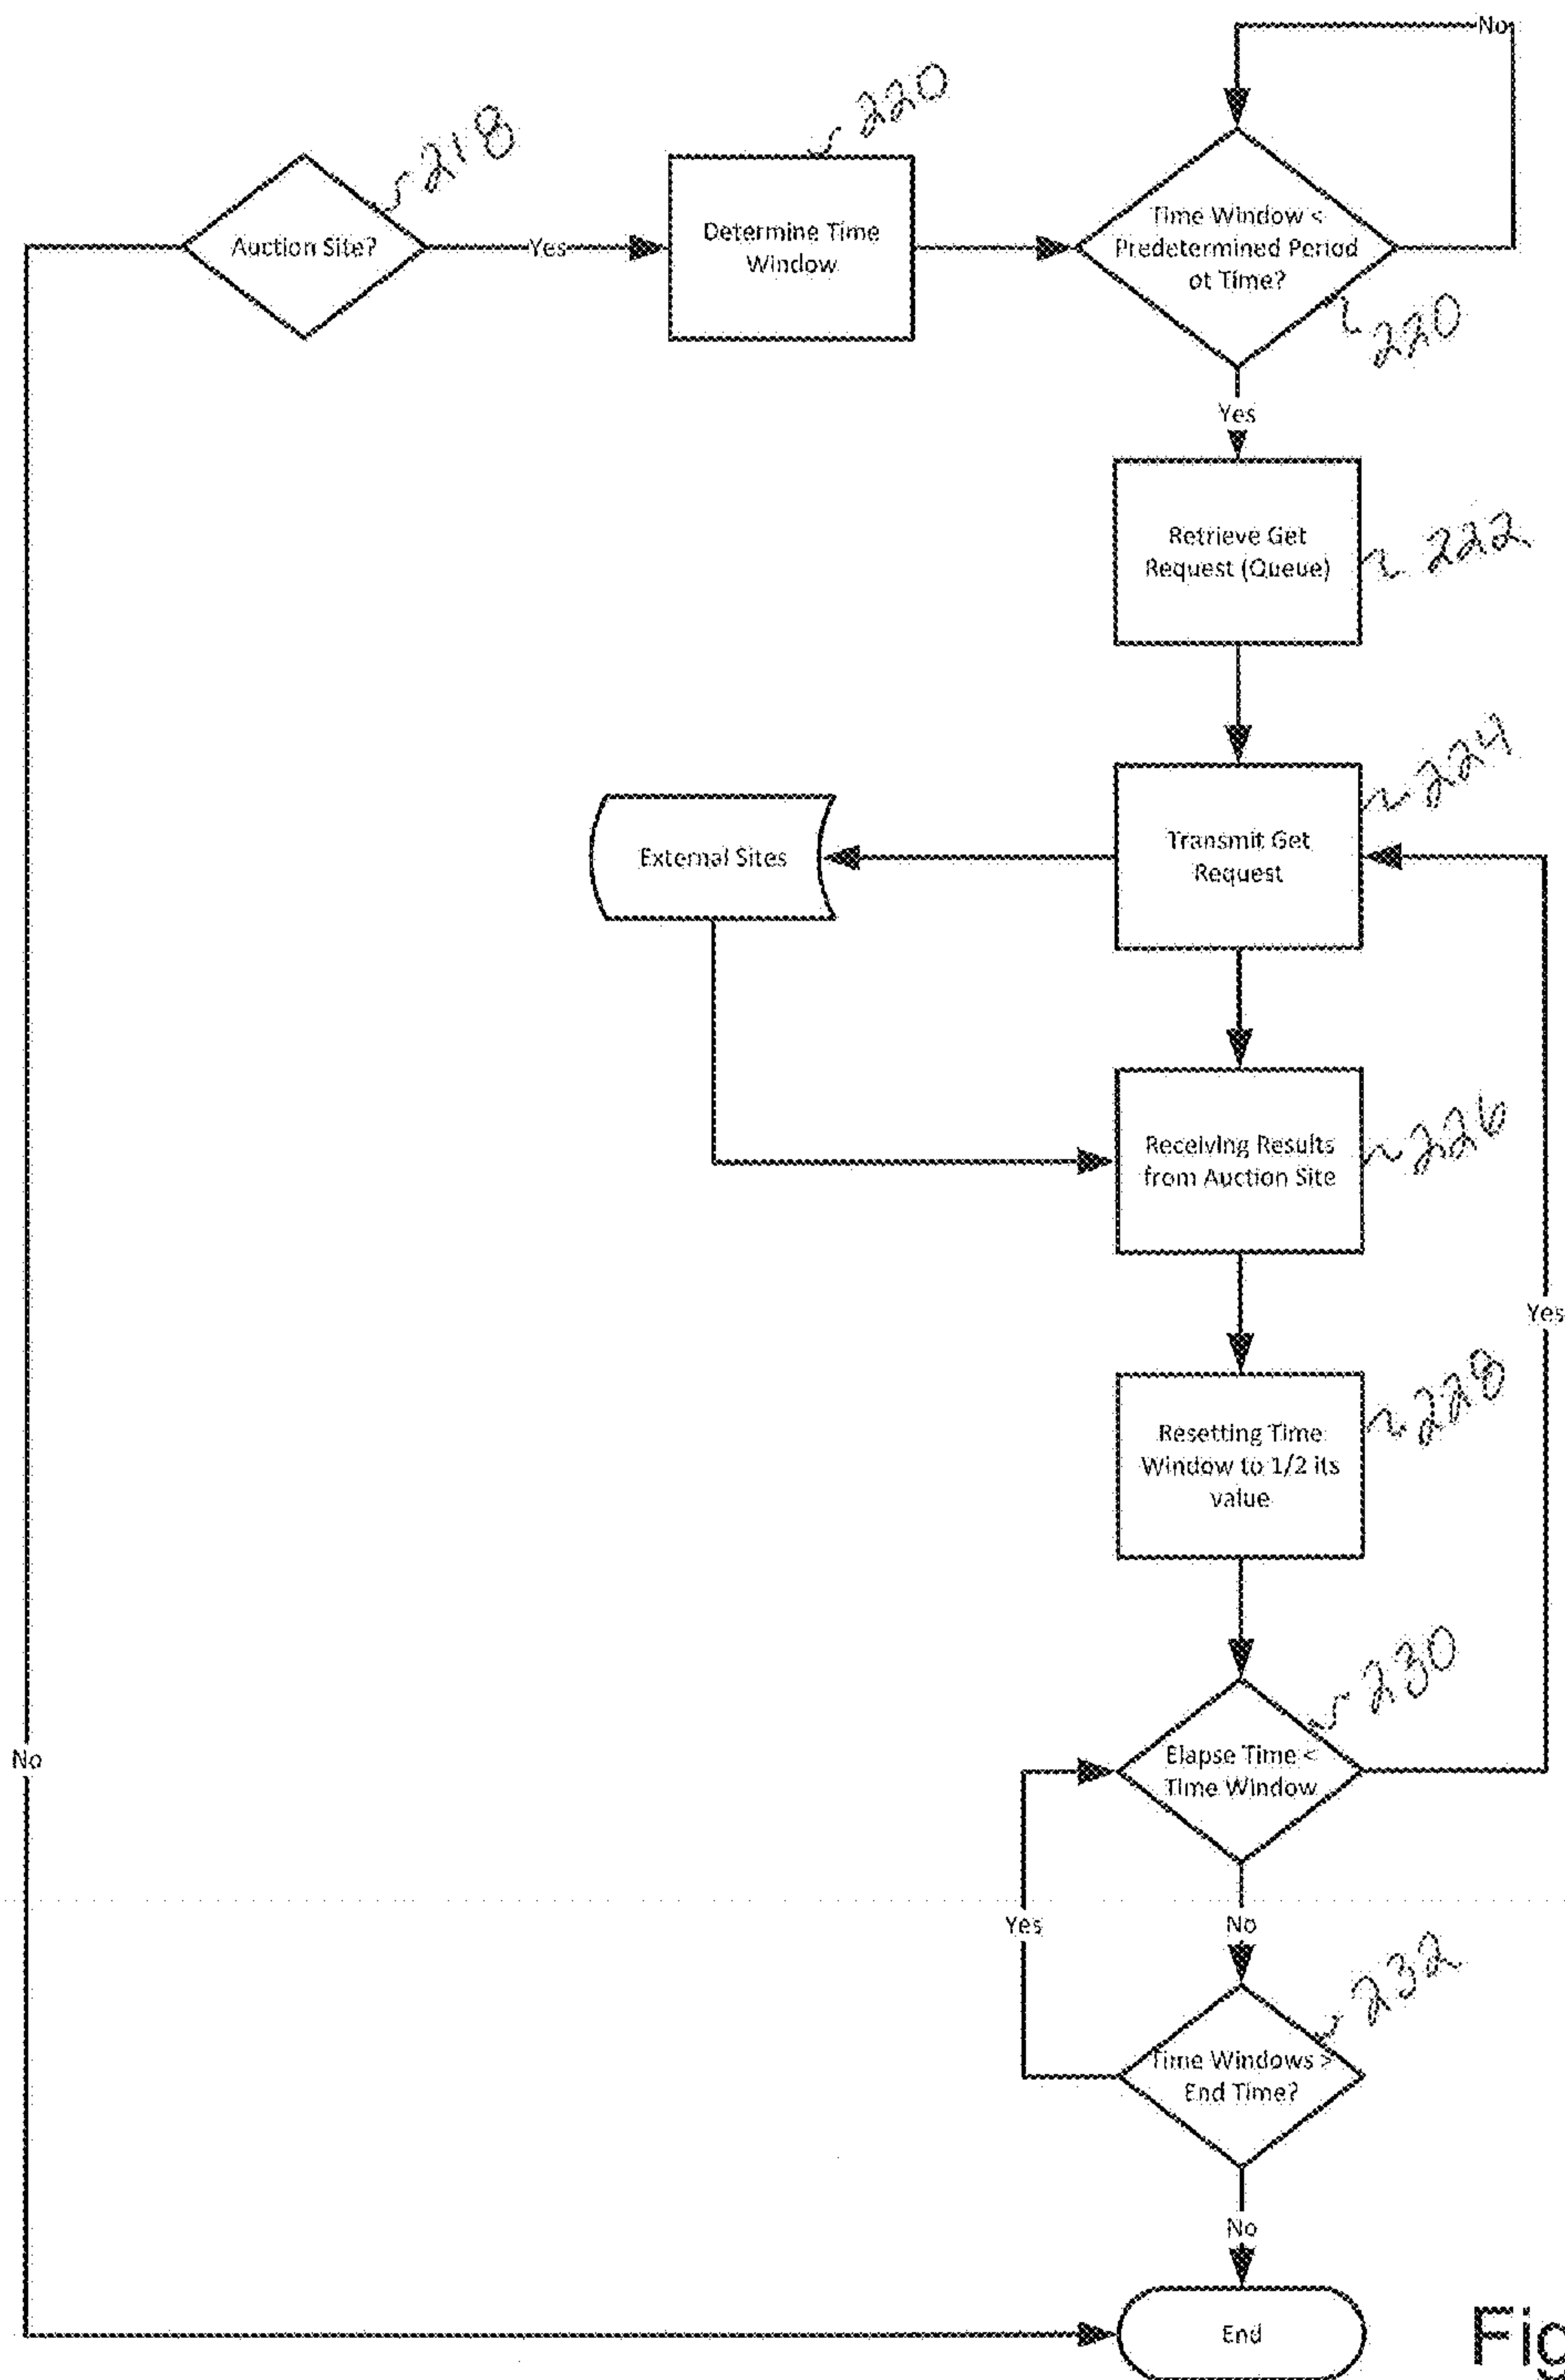 No
218
220
Auction Site?
Yes
Determine Time
Window
Time Window <
Predetermined Period
ot Time?
220
Yes
Retrieve Get
Request (Queue)
222
224
External Sites
Transmit Get
Request
226
Receiving Results
from Auction Site
Yes
228
Resetting Time
Window to 1/2 its
value
230
No
Elapse Time <
Time Window
Yes
No
232
Time Windows >
End Time?
No
End
Fig